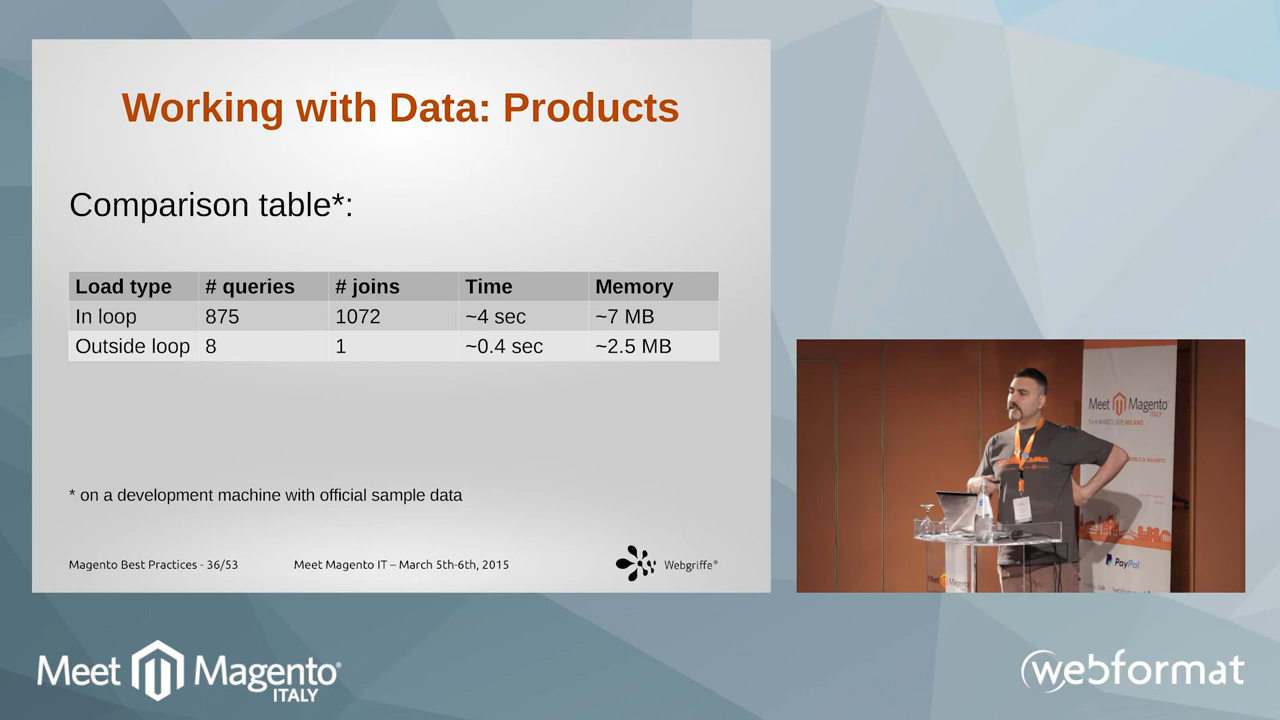 Working with Data: Products
Comparison table*:
Load type # queries # joins Time Memory
In loop 875 1072 ~4 sec ~7 MB
Outside loop 8 1 ~0.4 sec ~2.5 MB
* on a development machine with official sample data
Magento Best Practices - 36/53 Meet Magento IT – March 5th-6th, 2015 Webgriffe®
Meet Magento
ITALY
MILANO
PayPal
Meet Magento®
ITALY
webformat